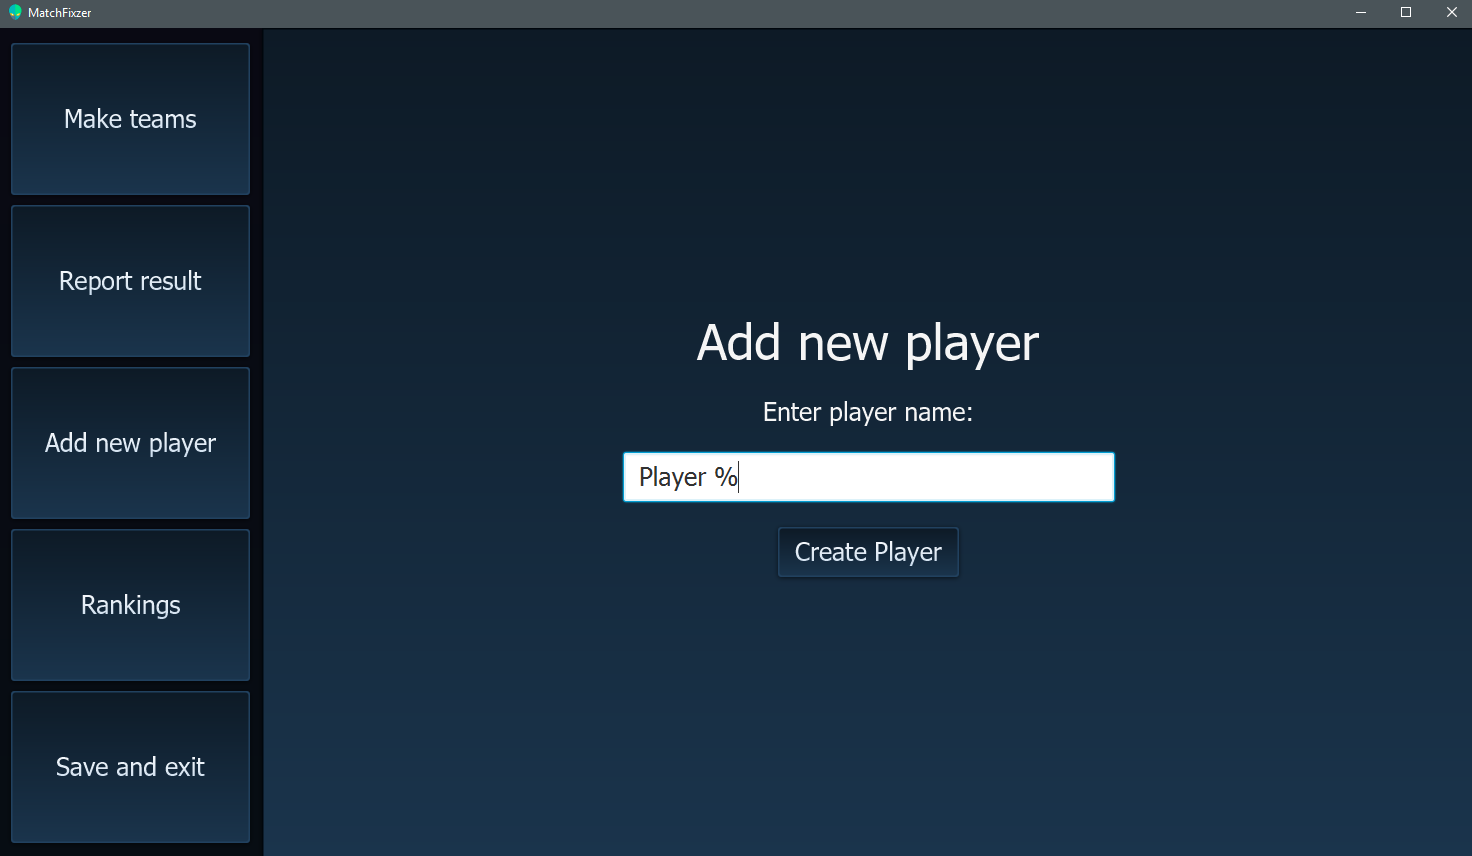 MatchFixzer
Make teams
Report result
Add new player
Rankings
Save and exit
Add new player
Enter player name:
Player %
Create Player